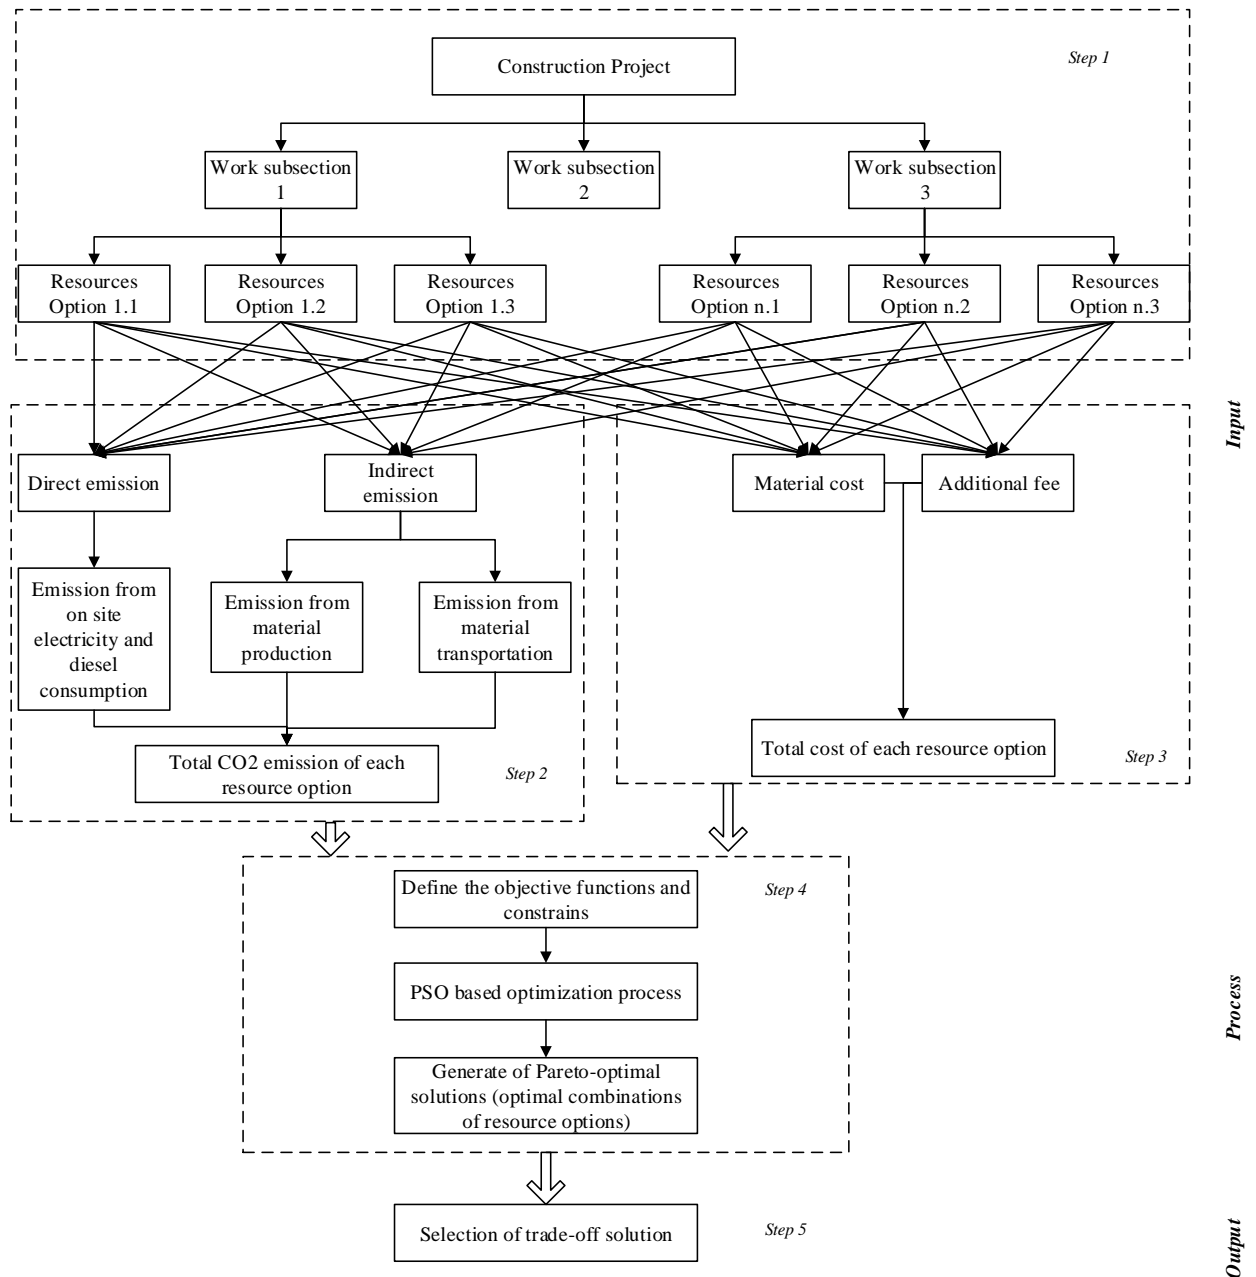 Construction Project
Step 1
Work subsection
1
Work subsection
2
Work subsection
3
Resources
Option 1.1
Resources
Option 1.2
Resources
Option 1.3
Resources
Option n.1
Resources
Option n.2
Resources
Option n.3
Input
Direct emission
Indirect
emission
Material cost
Additional fee
Emission from
on site
electricity and
diesel
consumption
Emission from
material
production
Emission from
material
transportation
Total CO2 emission of each
resource option
Step 2
Total cost of each resource option
Step 3
Define the objective functions and
constrains
Step 4
PSO based optimization process
Process
Generate of Pareto-optimal
solutions (optimal combinations
of resource options)
Selection of trade-off solution
Step 5
Output